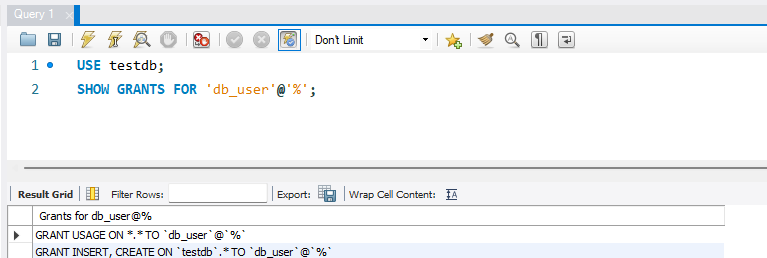 Query 1
Don't Limit
1 USE testdb;
2 SHOW GRANTS FOR 'db_user'@'%';
Result Grid Filter Rows: Export: Wrap Cell Content: IA
Grants for db_user@%
GRANT USAGE ON *.* TO `db_user`@`%`
GRANT INSERT, CREATE ON `testdb`.* TO `db_user`@`%`